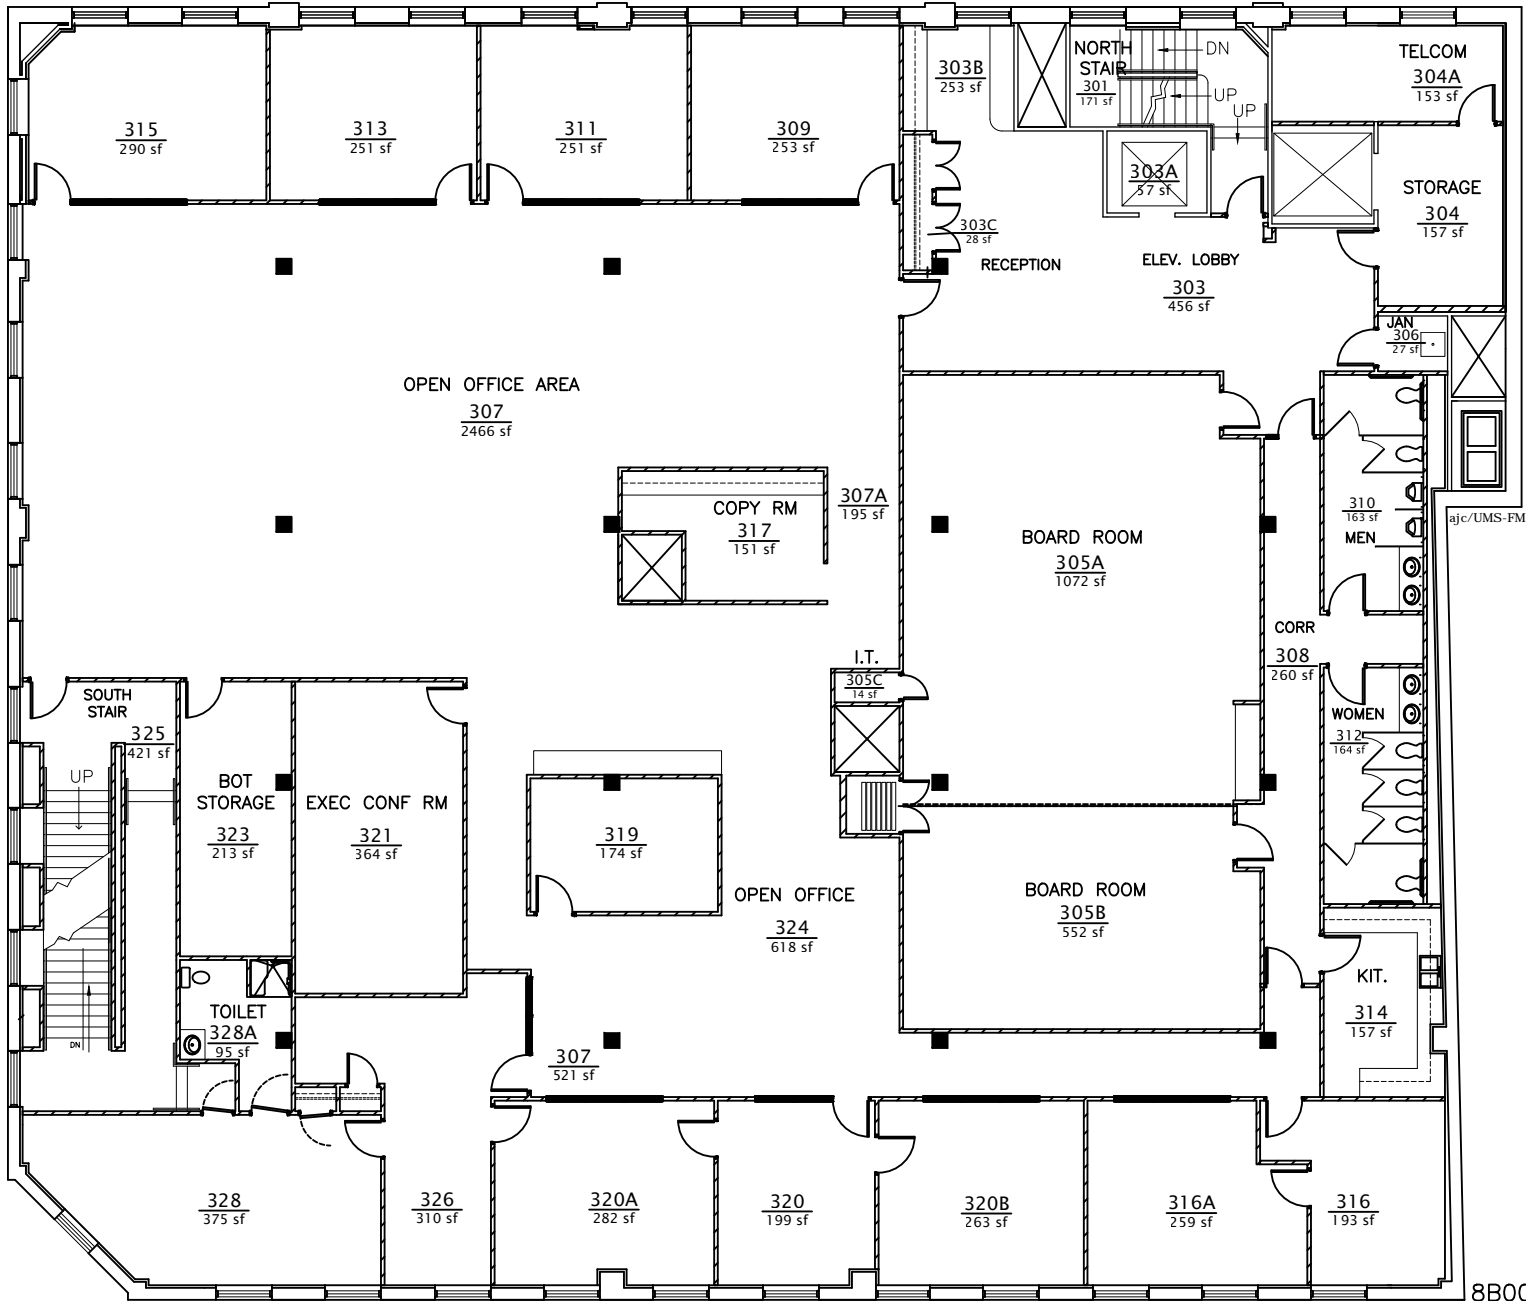 315
290 sf
313
251 sf
311
251 sf
309
253 sf
303B
253 sf
NORTH
STAIR
301
171 sf
DN
UP
UP
TELCOM
304A
153 sf
303A
57 sf
STORAGE
304
157 sf
303C
28 sf
RECEPTION
ELEV. LOBBY
303
456 sf
JAN
306
27 sf
OPEN OFFICE AREA
307
2466 sf
307A
195 sf
COPY RM
317
151 sf
BOARD ROOM
305A
1072 sf
310
163 sf
MEN
ajc/UMS-FM
CORR
308
260 sf
I.T.
305C
14 sf
SOUTH
STAIR
325
421 sf
UP
DN
WOMEN
312
164 sf
BOT
STORAGE
323
213 sf
EXEC CONF RM
321
364 sf
319
174 sf
OPEN OFFICE
324
618 sf
BOARD ROOM
305B
552 sf
KIT.
314
157 sf
TOILET
328A
95 sf
307
521 sf
328
375 sf
326
310 sf
320A
282 sf
320
199 sf
320B
263 sf
316A
259 sf
316
193 sf
8B00